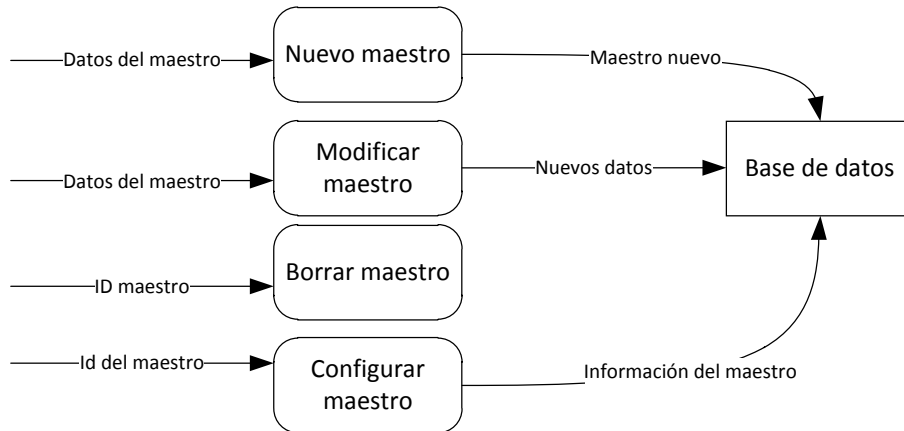 Datos del maestro
Nuevo maestro
Maestro nuevo
Datos del maestro
Modificar
maestro
Nuevos datos
Base de datos
ID maestro
Borrar maestro
Id del maestro
Configurar
maestro
Información del maestro